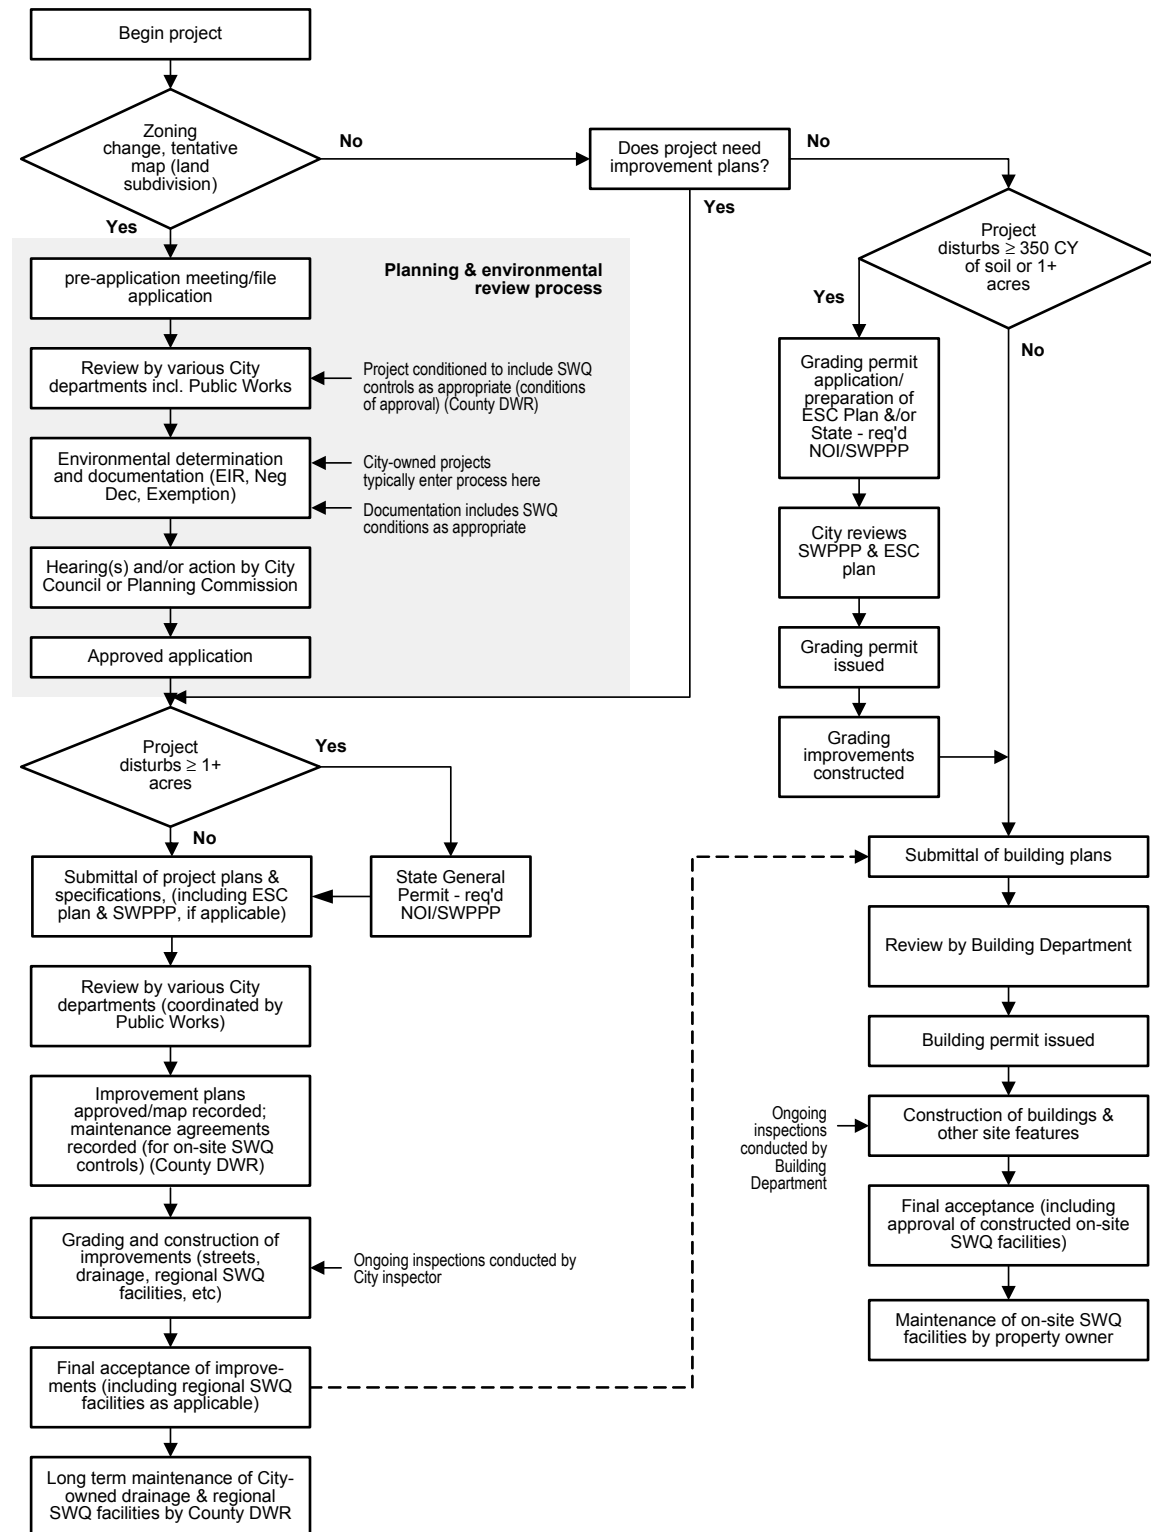 Begin project
Zoning
change, tentative
map (land
subdivision)
No
Does project need
improvement plans?
No
Yes
Yes
Project
disturbs ≥ 350 CY
of soil or 1+
acres
Yes
No
Planning & environmental
review process
pre-application meeting/file
application
Review by various City
departments incl. Public Works
Project conditioned to include SWQ
controls as appropriate (conditions
of approval) (County DWR)
Environmental determination
and documentation (EIR, Neg
Dec, Exemption)
City-owned projects
typically enter process here
Documentation includes SWQ
conditions as appropriate
Hearing(s) and/or action by City
Council or Planning Commission
Approved application
Grading permit
application/
preparation of
ESC Plan &/or
State - req'd
NOI/SWPPP
City reviews
SWPPP & ESC
plan
Grading permit
issued
Grading
improvements
constructed
Project
disturbs ≥ 1+
acres
Yes
No
Submittal of project plans &
specifications, (including ESC
plan & SWPPP, if applicable)
State General
Permit - req'd
NOI/SWPPP
Review by various City
departments (coordinated by
Public Works)
Improvement plans
approved/map recorded;
maintenance agreements
recorded (for on-site SWQ
controls) (County DWR)
Grading and construction of
improvements (streets,
drainage, regional SWQ
facilities, etc)
Ongoing inspections conducted by
City inspector
Final acceptance of improve-
ments (including regional SWQ
facilities as applicable)
Long term maintenance of City-
owned drainage & regional
SWQ facilities by County DWR
Submittal of building plans
Review by Building Department
Building permit issued
Ongoing
inspections
conducted by
Building
Department
Construction of buildings &
other site features
Final acceptance (including
approval of constructed on-site
SWQ facilities)
Maintenance of on-site SWQ
facilities by property owner